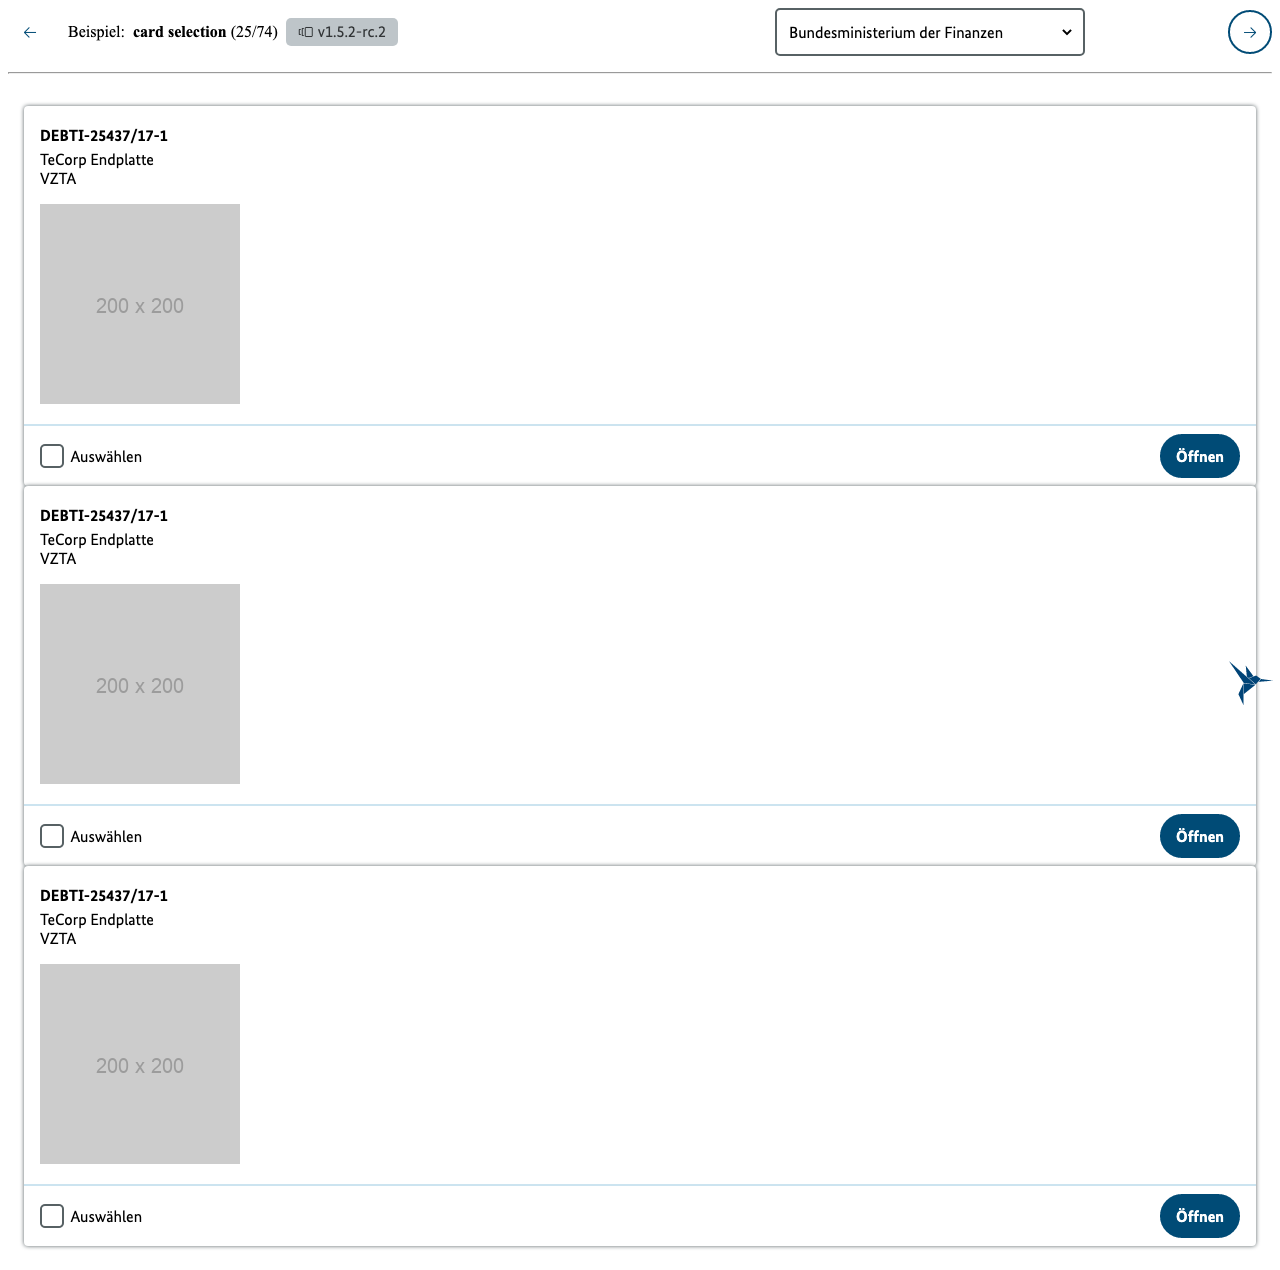 Beispiel: card selection (25/74) v1.5.2-rc.2 Bundesministerium der Finanzen
DEBTI-25437/17-1
TeCorp Endplatte
VZTA
200 x 200
Auswählen Öffnen
DEBTI-25437/17-1
TeCorp Endplatte
VZTA
200 x 200
Auswählen Öffnen
DEBTI-25437/17-1
TeCorp Endplatte
VZTA
200 x 200
Auswählen Öffnen